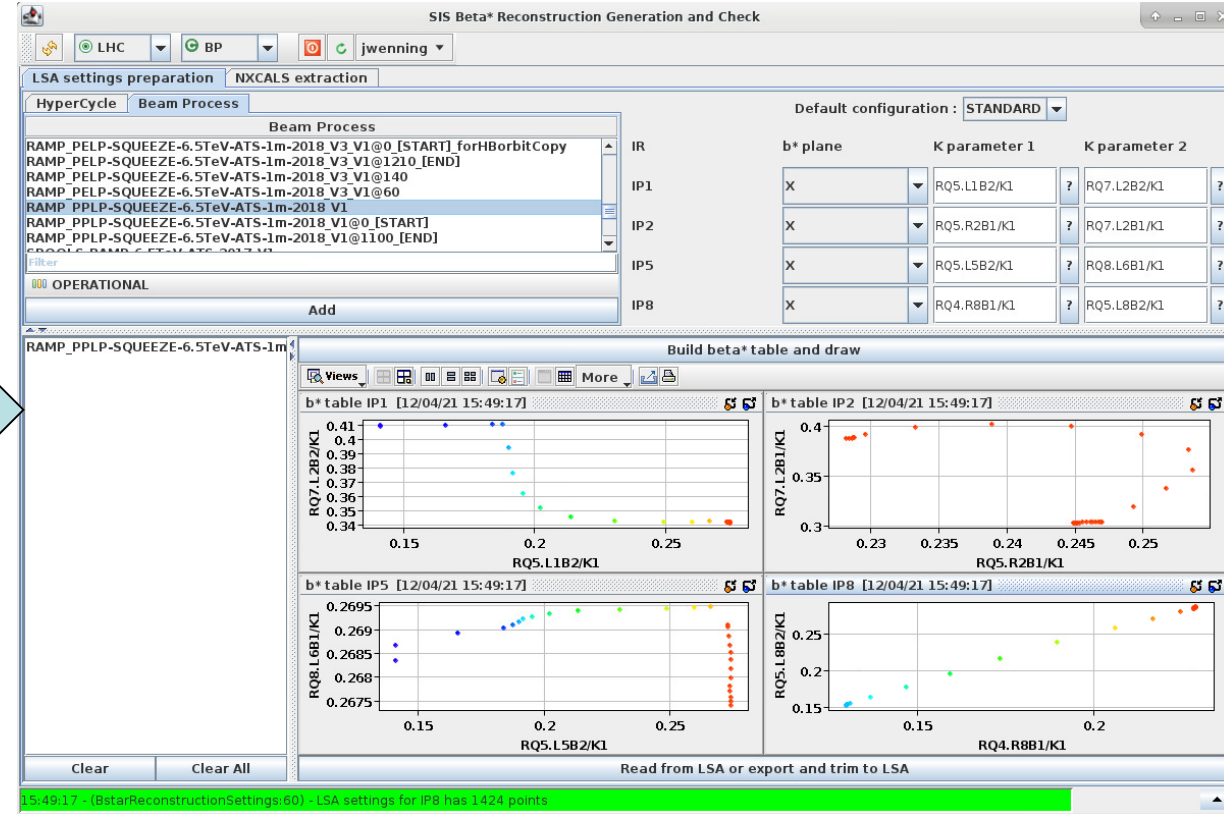 SIS Beta* Reconstruction Generation and Check
LHC BP jwenning
LSA settings preparation NXCALS extraction
HyperCycle Beam Process
Default configuration : STANDARD
Beam Process
RAMP_PELP-SQUEEZE-6.5TeV-ATS-1m-2018_V3_V1@0_[START]_forHBorbitCopy
RAMP_PELP-SQUEEZE-6.5TeV-ATS-1m-2018_V3_V1@1210_[END]
RAMP_PELP-SQUEEZE-6.5TeV-ATS-1m-2018_V3_V1@140
RAMP_PELP-SQUEEZE-6.5TeV-ATS-1m-2018_V3_V1@60
RAMP_PPLP-SQUEEZE-6.5TeV-ATS-1m-2018_V1
RAMP_PPLP-SQUEEZE-6.5TeV-ATS-1m-2018_V1@0_[START]
RAMP_PPLP-SQUEEZE-6.5TeV-ATS-1m-2018_V1@1100_[END]
Filter
OPERATIONAL
Add
IR b* plane K parameter 1 K parameter 2
IP1 X RQ5.L1B2/K1 ? RQ7.L2B2/K1 ?
IP2 X RQ5.R2B1/K1 ? RQ7.L2B1/K1 ?
IP5 X RQ5.L5B2/K1 ? RQ8.L6B1/K1 ?
IP8 X RQ4.R8B1/K1 ? RQ5.L8B2/K1 ?
RAMP_PPLP-SQUEEZE-6.5TeV-ATS-1m
Build beta* table and draw
Views More
b* table IP1 [12/04/21 15:49:17]
RQ7.L2B2/K1
0.41
0.4
0.39
0.38
0.37
0.36
0.35
0.34
0.15 0.2 0.25
RQ5.L1B2/K1
b* table IP2 [12/04/21 15:49:17]
RQ7.L2B1/K1
0.4
0.35
0.3
0.23 0.235 0.24 0.245 0.25
RQ5.R2B1/K1
b* table IP5 [12/04/21 15:49:17]
RQ8.L6B1/K1
0.2695
0.269
0.2685
0.268
0.2675
0.15 0.2 0.25
RQ5.L5B2/K1
b* table IP8 [12/04/21 15:49:17]
RQ5.L8B2/K1
0.25
0.2
0.15
0.15 0.2
RQ4.R8B1/K1
Clear Clear All
Read from LSA or export and trim to LSA
15:49:17 - (BstarReconstructionSettings:60) - LSA settings for IP8 has 1424 points